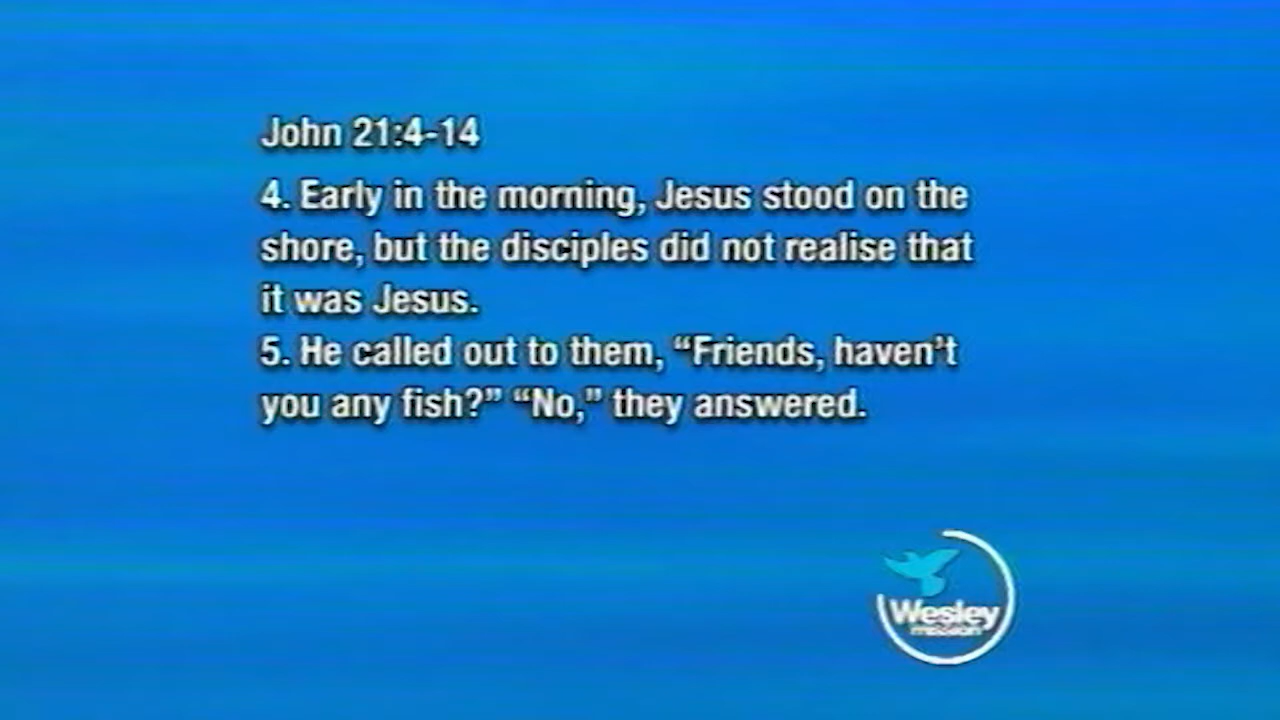 John 21:4-14
4. Early in the morning, Jesus stood on the
shore, but the disciples did not realise that
it was Jesus.
5. He called out to them, “Friends, haven’t
you any fish?” “No,” they answered.
Wesley
mission